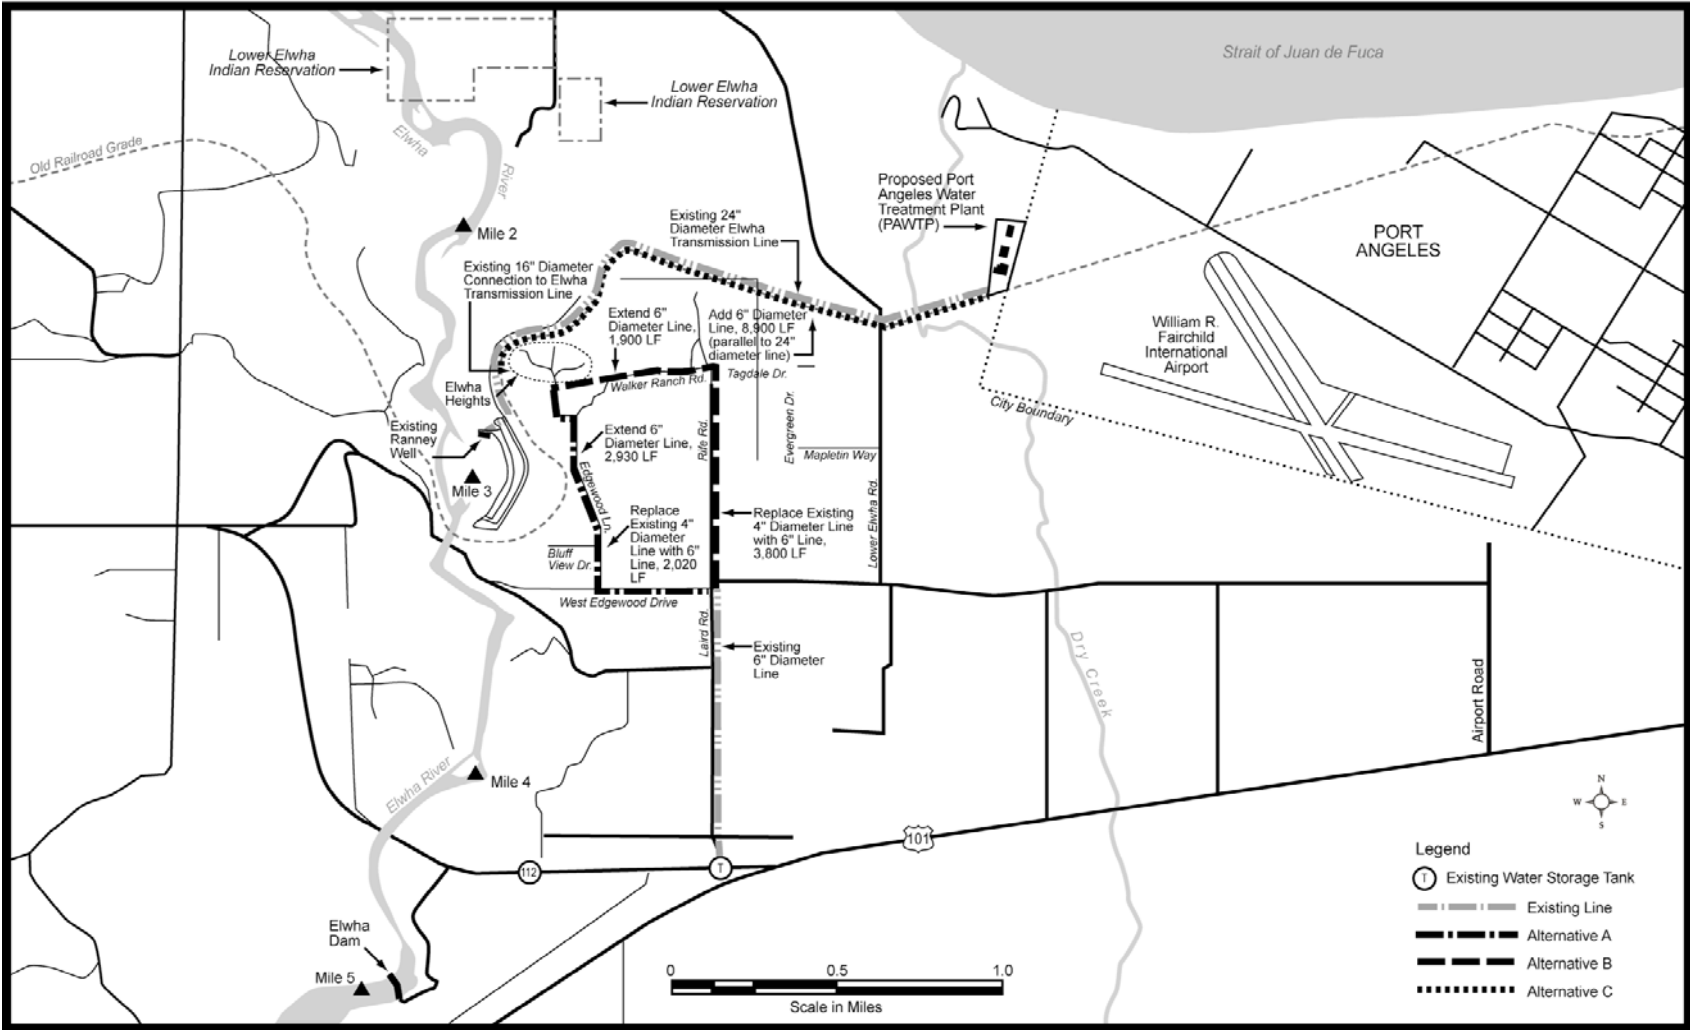 Strait of Juan de Fuca
Lower Elwha
Indian Reservation
Lower Elwha
Indian Reservation
Elwha
River
Old Railroad Grade
Mile 2
Proposed Port
Angeles Water
Treatment Plant
(PAWTP)
PORT
ANGELES
Existing 24"
Diameter Elwha
Transmission Line
Existing 16" Diameter
Connection to Elwha
Transmission Line
Extend 6"
Diameter Line,
1,900 LF
Add 6" Diameter
Line, 8,900 LF
(parallel to 24"
diameter line)
William R.
Fairchild
International
Airport
Tagdale Dr.
Walker Ranch Rd.
Elwha
Heights
City Boundary
Existing
Ranney
Well
Extend 6"
Diameter Line,
2,930 LF
Rife Rd.
Evergreen Dr.
Mapletin Way
Mile 3
Edgewood Ln.
Replace
Existing 4"
Diameter
Line with 6"
Line, 2,020
LF
Replace Existing
4" Diameter Line
with 6" Line,
3,800 LF
Lower Elwha Rd.
Bluff
View Dr.
West Edgewood Drive
Laird Rd.
Existing
6" Diameter
Line
Dry Creek
Airport Road
Elwha River
Mile 4
N
W E
S
101
112
T
Legend
T Existing Water Storage Tank
Existing Line
Alternative A
Alternative B
Alternative C
Elwha
Dam
Mile 5
0 0.5 1.0
Scale in Miles